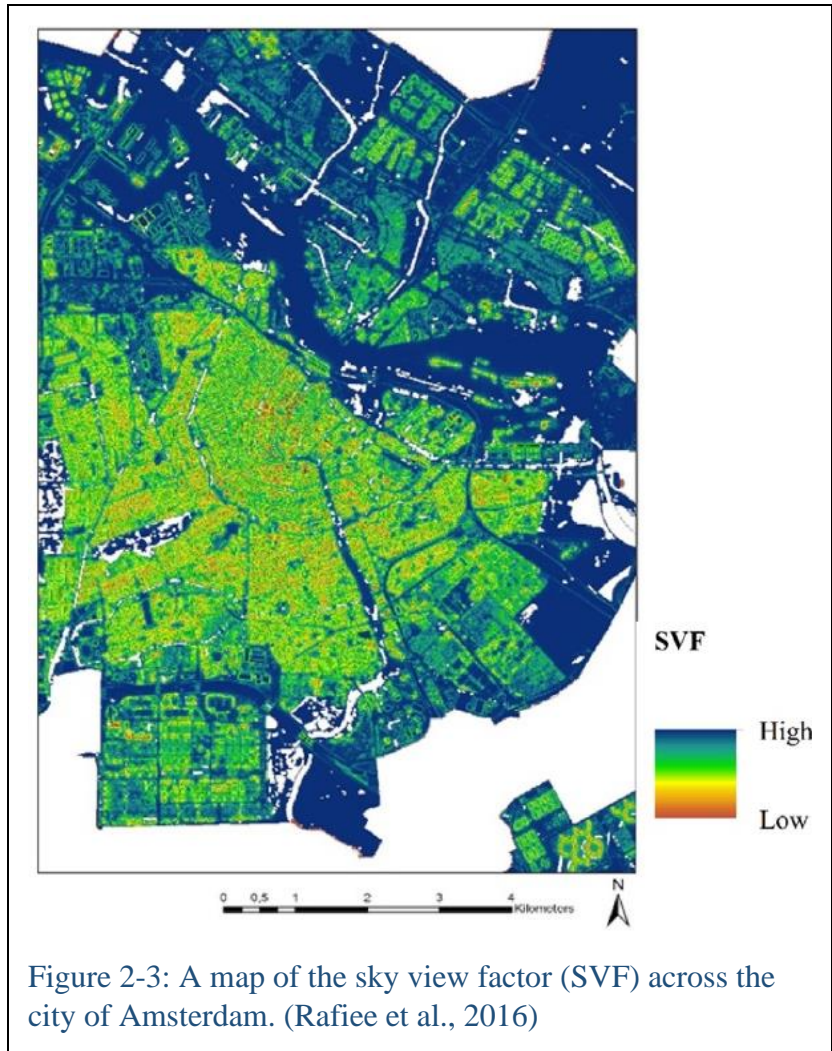 SVF
High
Low
N
0 0,5 1 2 3 4
Kilometers
Figure 2-3: A map of the sky view factor (SVF) across the
city of Amsterdam. (Rafiee et al., 2016)